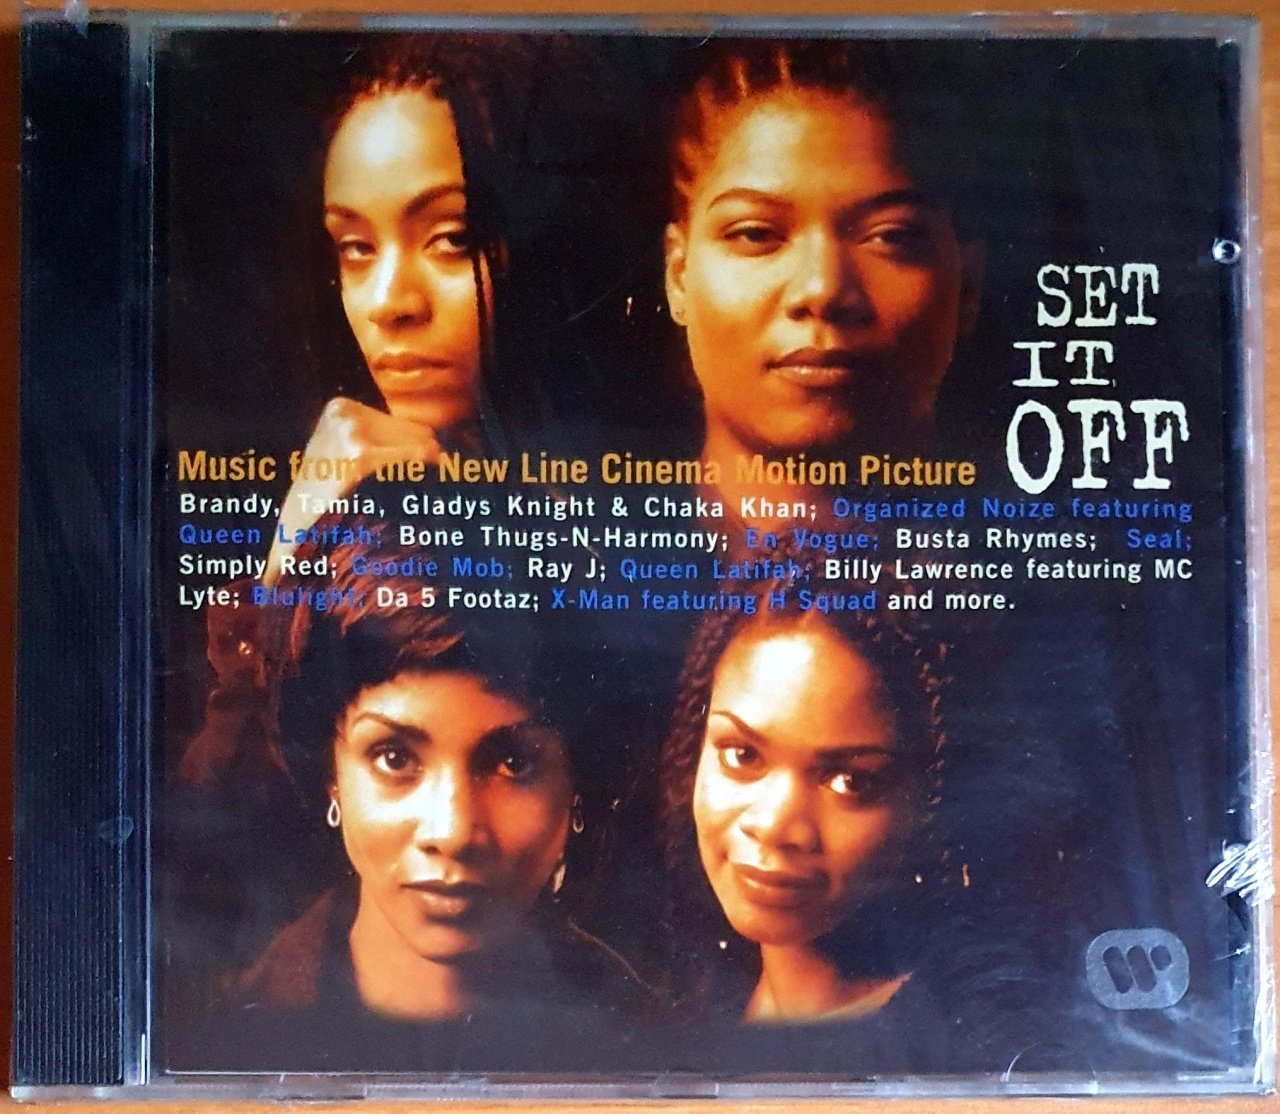 SET
IT
OFF
Music from the New Line Cinema Motion Picture
Brandy, Tamia, Gladys Knight & Chaka Khan; Organized Noize featuring
Queen Latifah; Bone Thugs-N-Harmony; En Vogue; Busta Rhymes; Seal;
Simply Red; Goodie Mob; Ray J; Queen Latifah; Billy Lawrence featuring MC
Lyte; Blulight; Da 5 Footaz; X-Man featuring H Squad and more.